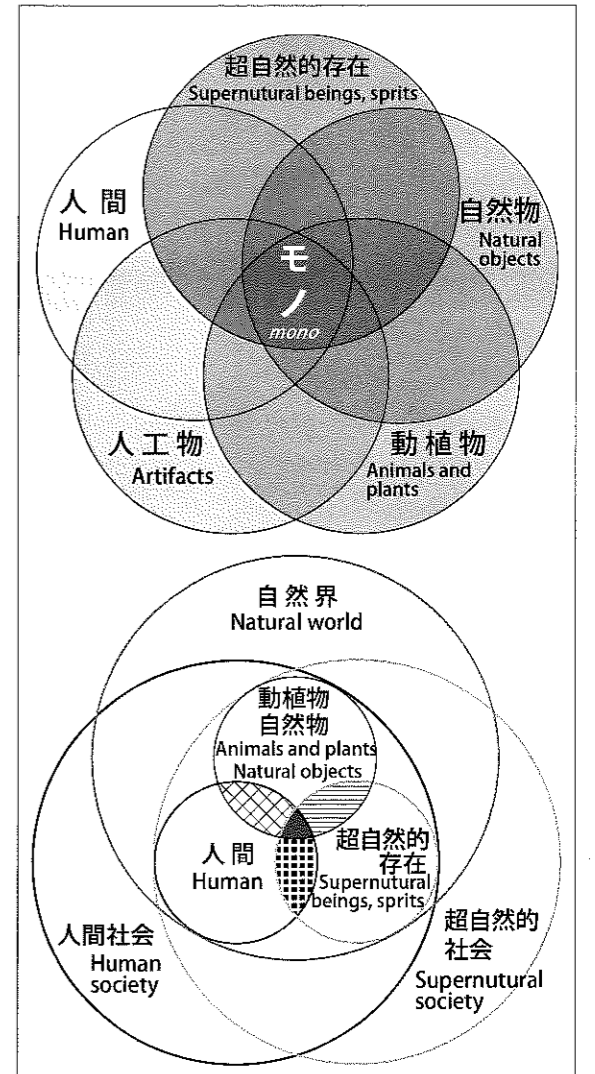 超自然的存在
Supernutural beings, sprits
人間
Human
自然物
Natural
objects
モ
ノ
mono
人工物
Artifacts
動植物
Animals and
plants
自然界
Natural world
動植物
自然物
Animals and plants
Natural objects
人間
Human
超自然的
存在
Supernutural
beings, sprits
人間社会
Human
society
超自然的
社会
Supernutural
society